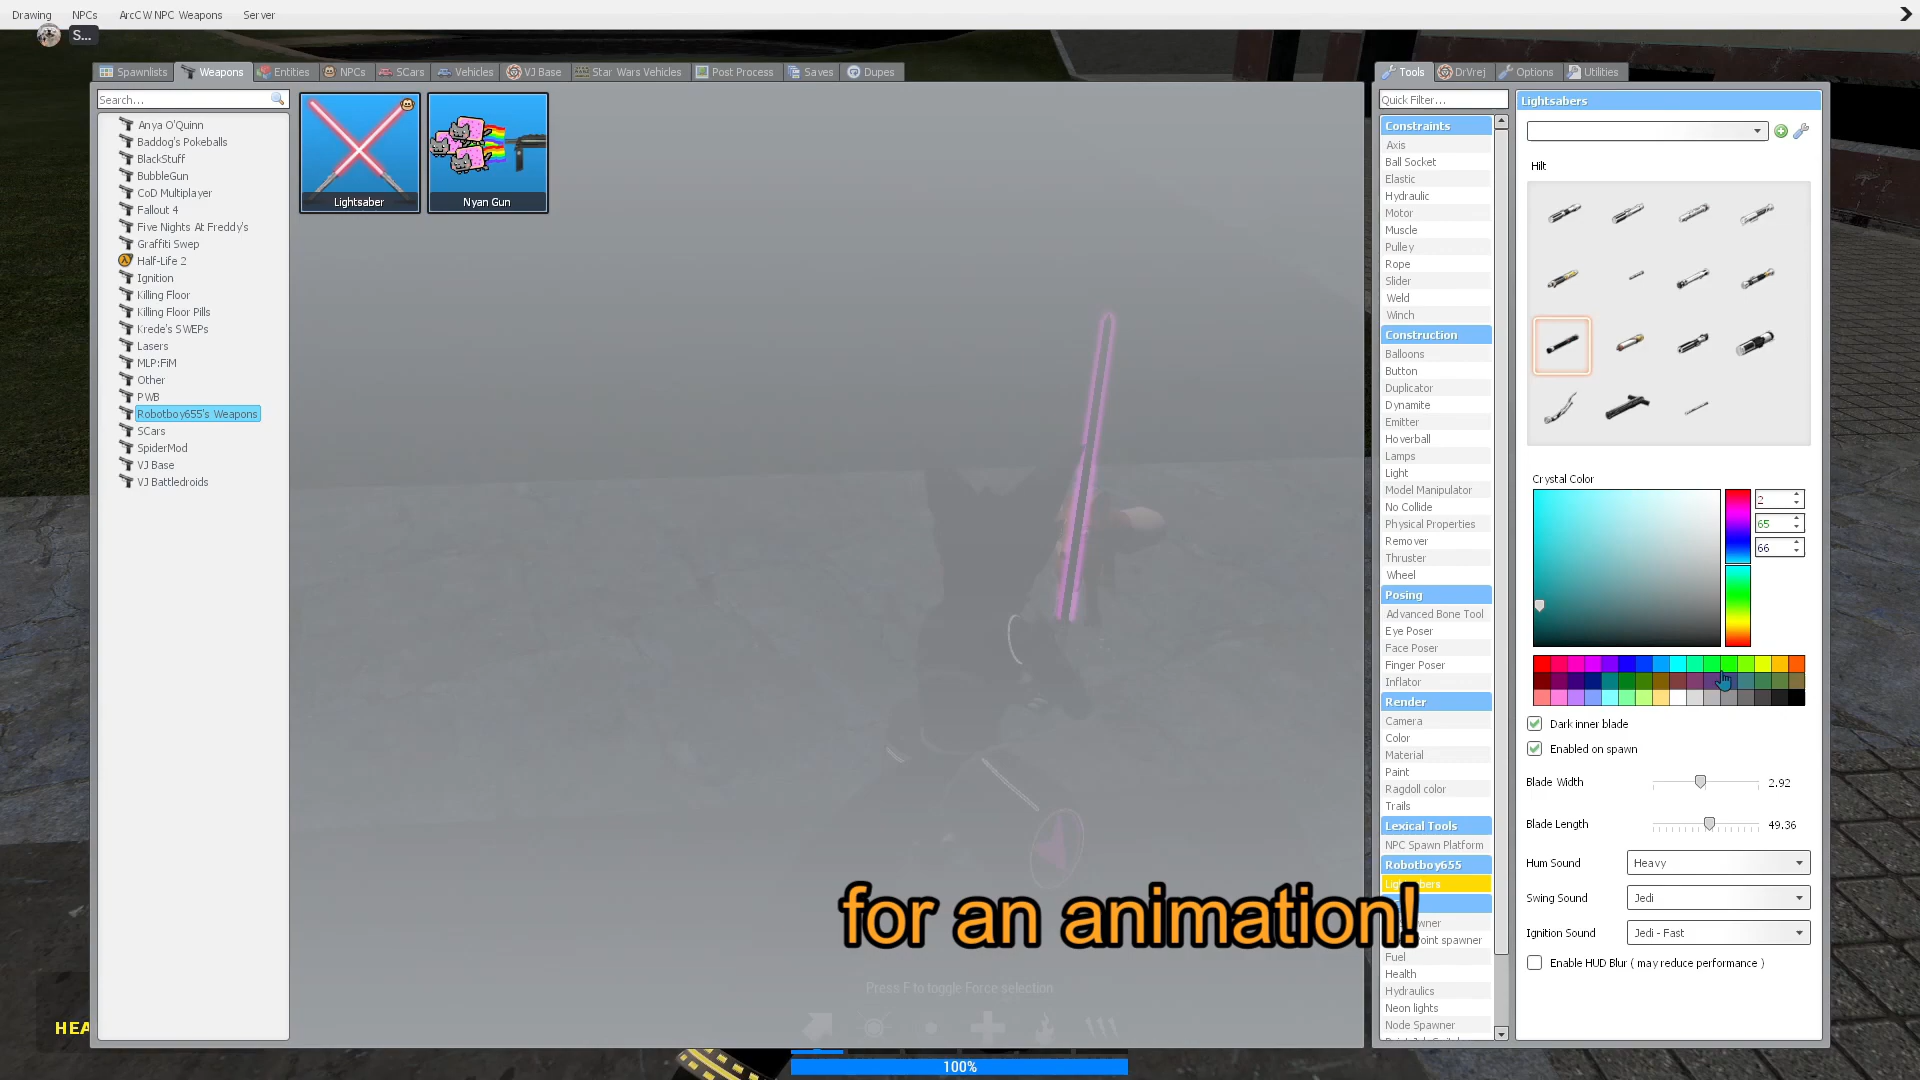 Drawing NPCs ArcCW NPC Weapons Server
S...
Spawnlists Weapons Entities NPCs SCars Vehicles VJ Base Star Wars Vehicles Post Process Saves Dupes
Search...
Anya O'Quinn
Baddog's Pokeballs
BlackStuff
BubbleGun
CoD Multiplayer
Fallout 4
Five Nights At Freddy's
Graffiti Swep
Half-Life 2
Ignition
Killing Floor
Killing Floor Pills
Krede's SWEPs
Lasers
MLP:FiM
Other
PWB
Robotboy655's Weapons
SCars
SpiderMod
VJ Base
VJ Battledroids
Lightsaber
Nyan Gun
for an animation!
Press F to toggle Force selection
HEA
100%
Tools DrVrej Options Utilities
Quick Filter...
Constraints
Axis
Ball Socket
Elastic
Hydraulic
Motor
Muscle
Pulley
Rope
Slider
Weld
Winch
Construction
Balloons
Button
Duplicator
Dynamite
Emitter
Hoverball
Lamps
Light
Model Manipulator
No Collide
Physical Properties
Remover
Thruster
Wheel
Posing
Advanced Bone Tool
Eye Poser
Face Poser
Finger Poser
Inflator
Render
Camera
Color
Material
Paint
Ragdoll color
Trails
Lexical Tools
NPC Spawn Platform
Robotboy655
Fuel
Health
Hydraulics
Neon lights
Node Spawner
Lightsabers
Hilt
Crystal Color
2
65
66
Dark inner blade
Enabled on spawn
Blade Width 2.92
Blade Length 49.36
Hum Sound Heavy
Swing Sound Jedi
Ignition Sound Jedi - Fast
Enable HUD Blur ( may reduce performance )